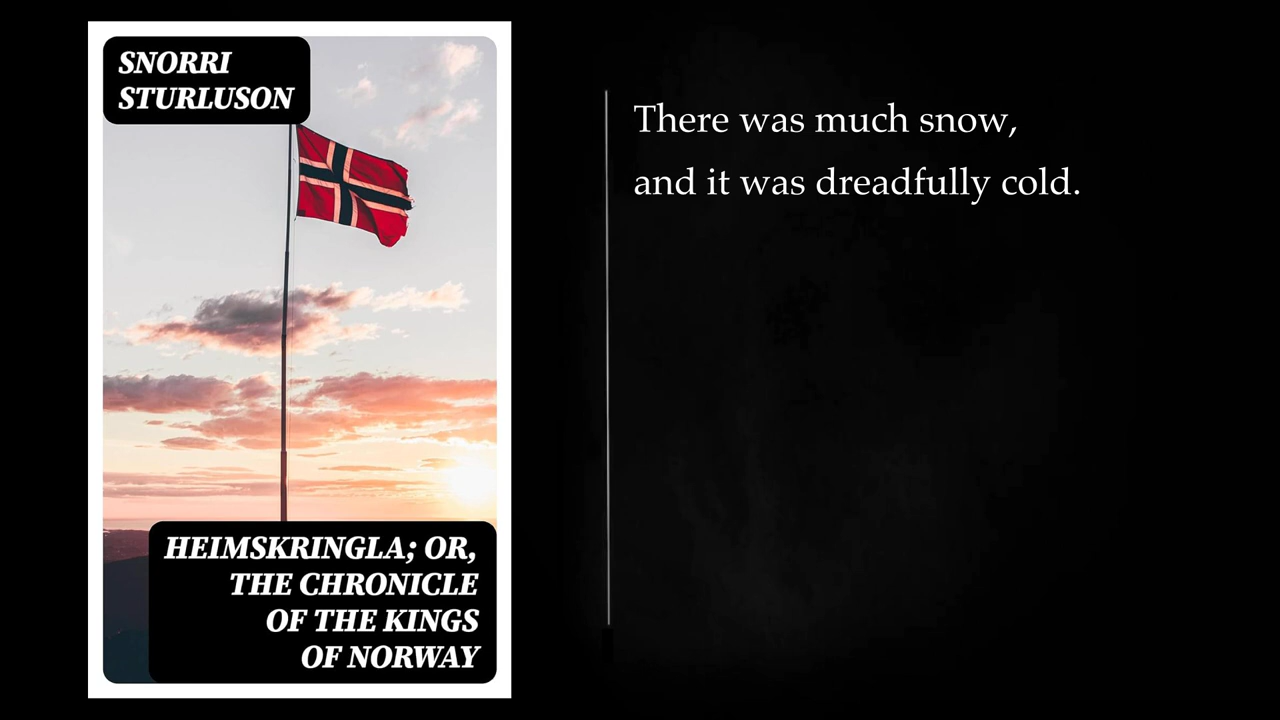 SNORRI
STURLUSON
HEIMSKRINGLA; OR,
THE CHRONICLE
OF THE KINGS
OF NORWAY
There was much snow,
and it was dreadfully cold.